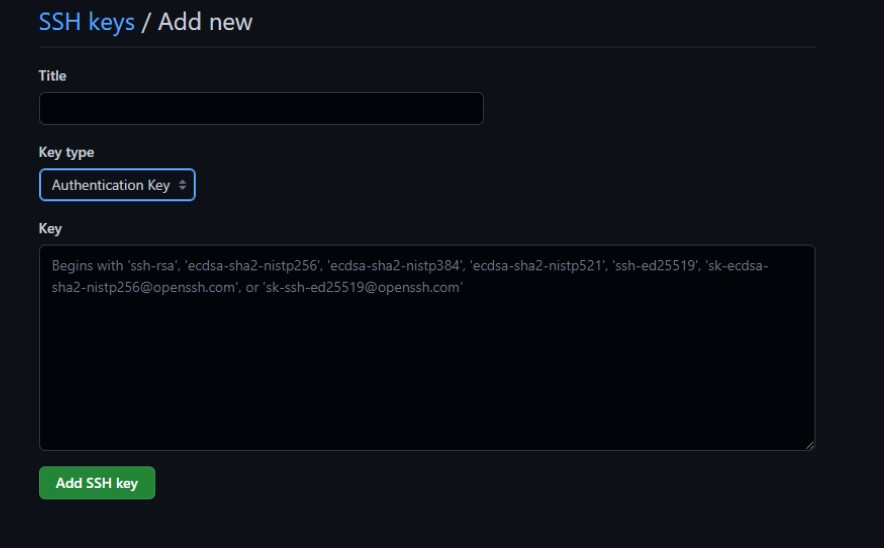 SSH keys / Add new
Title
Key type
Authentication Key
Key
Begins with 'ssh-rsa', 'ecdsa-sha2-nistp256', 'ecdsa-sha2-nistp384', 'ecdsa-sha2-nistp521', 'ssh-ed25519', 'sk-ecdsa-
sha2-nistp256@openssh.com', or 'sk-ssh-ed25519@openssh.com'
Add SSH key